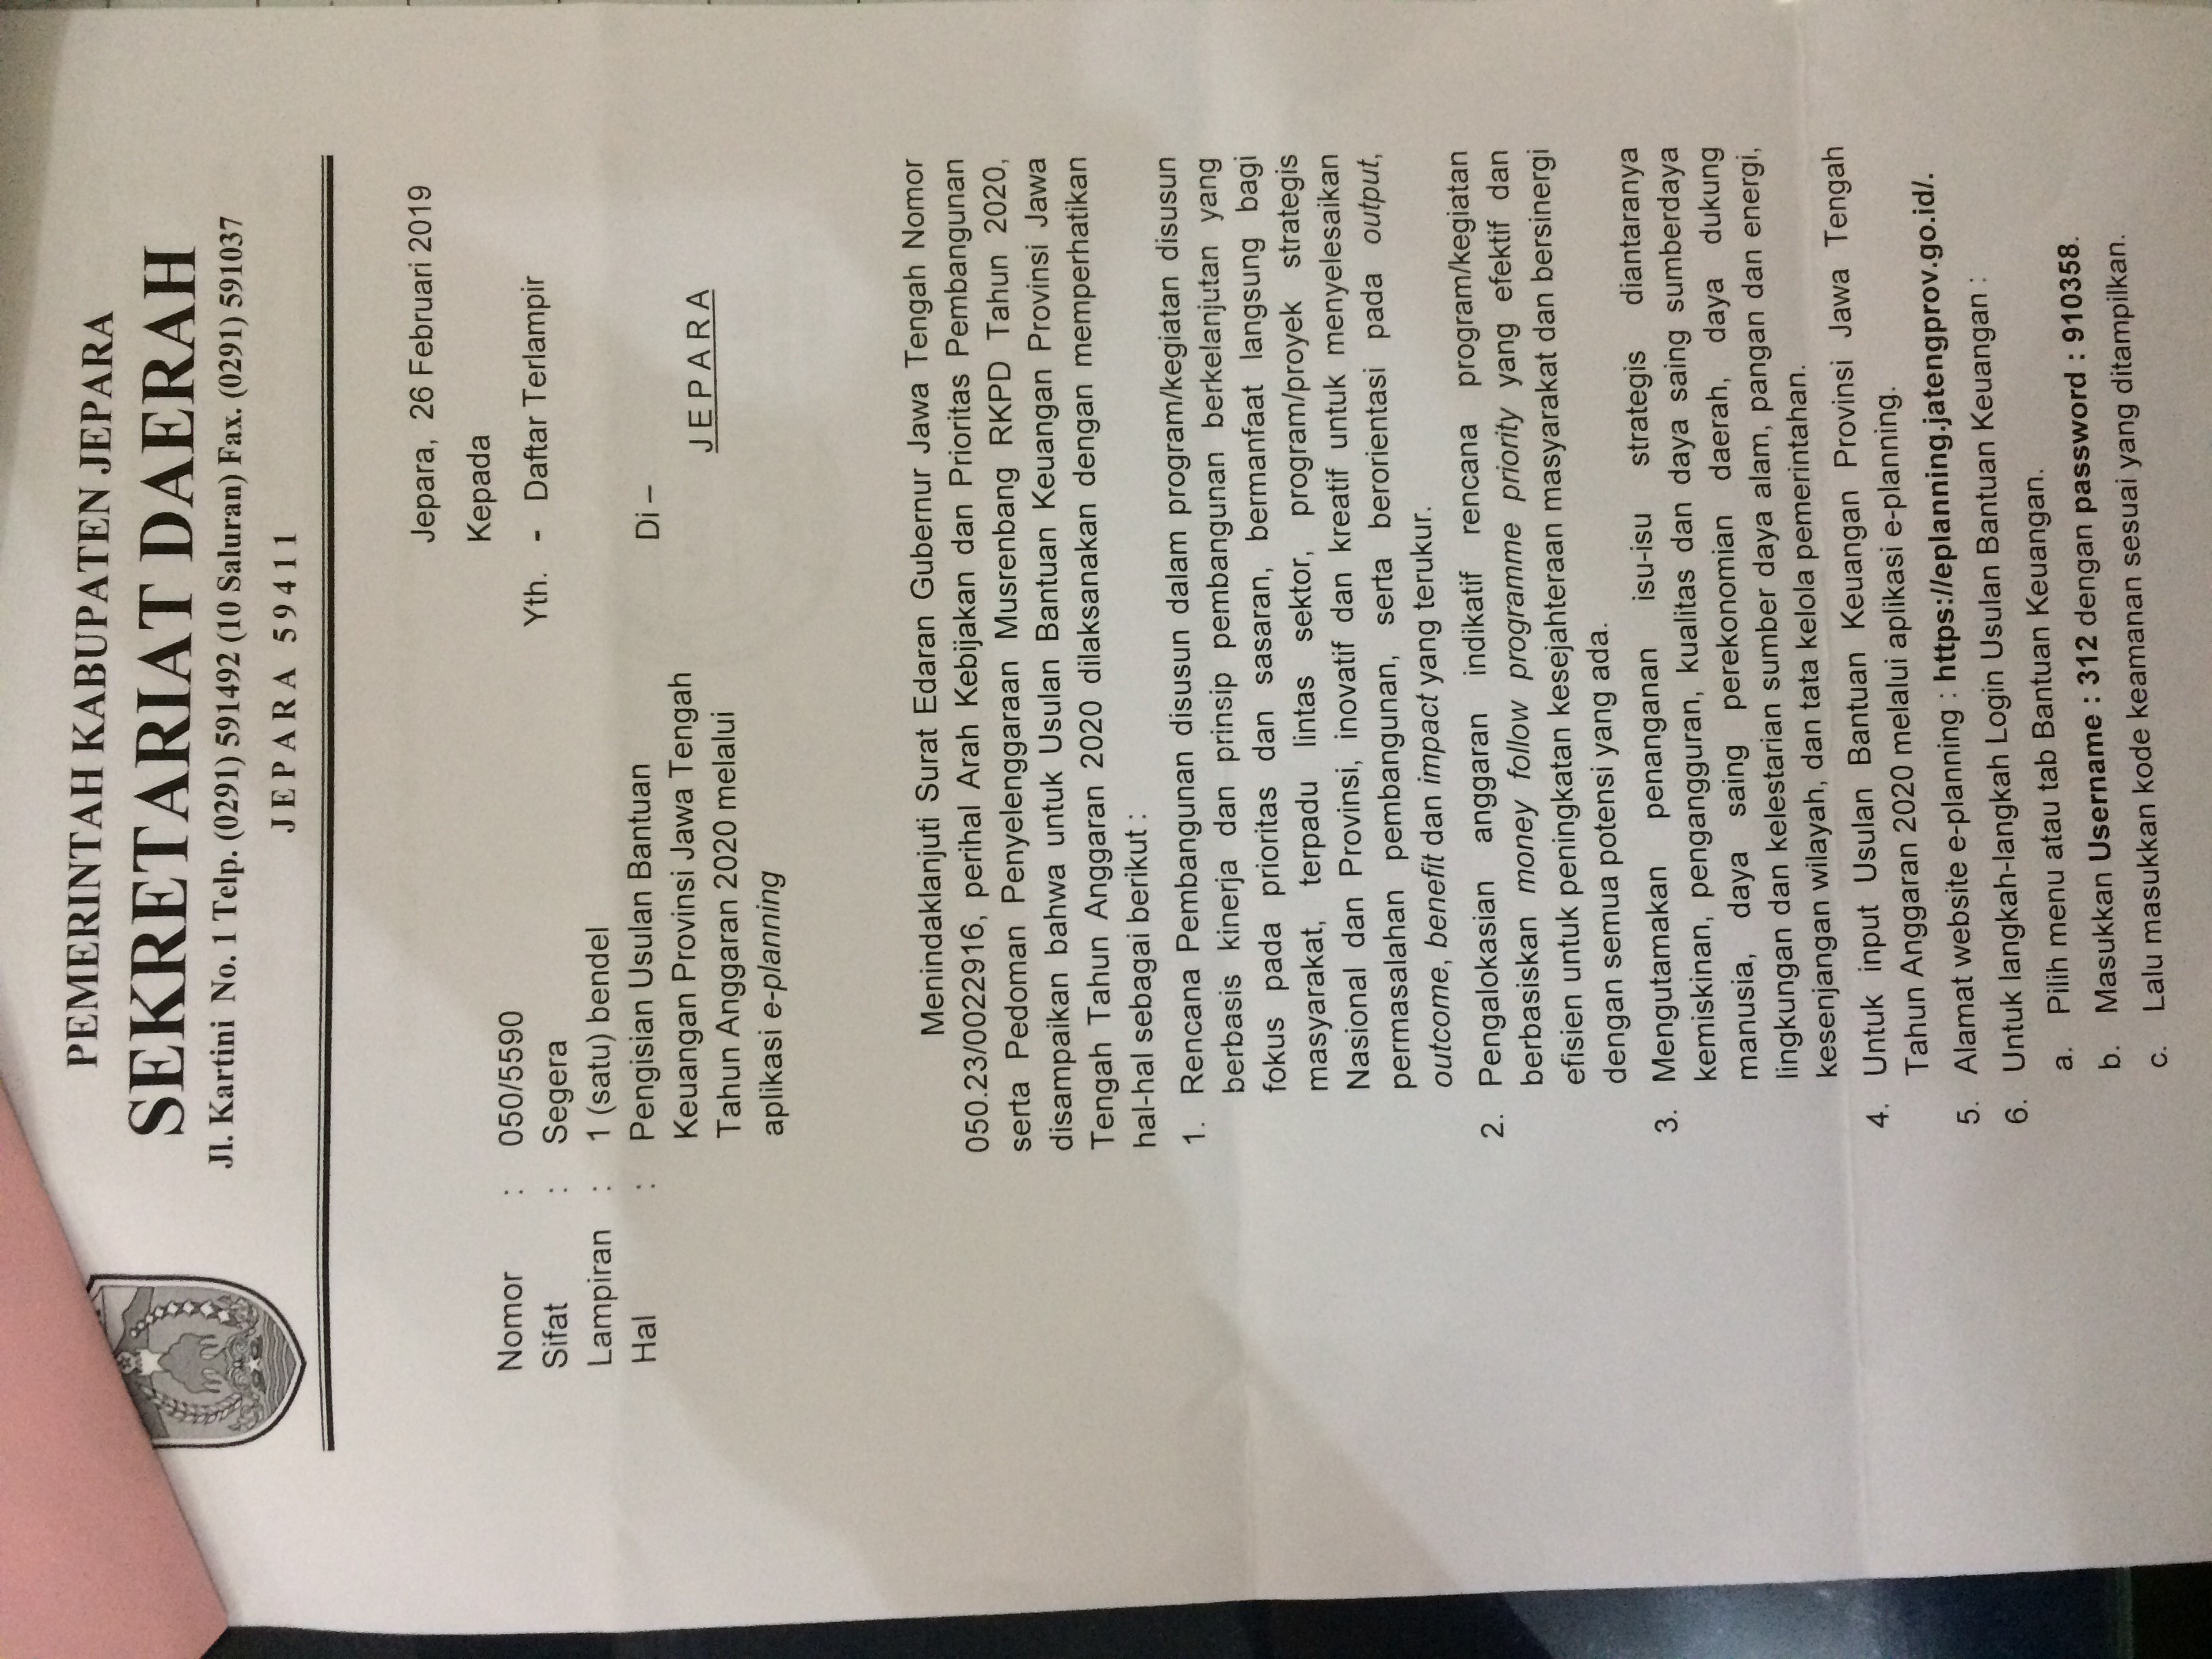 PEMERINTAH KABUPATEN JEPARA
SEKRETARIAT DAERAH
Jl. Kartini No. 1 Telp. (0291) 591492 (10 Saluran) Fax. (0291) 591037
JEPARA 59411
Jepara, 26 Februari 2019
Kepada
Yth. - Daftar Terlampir
Di –
JEPARA
Nomor : 050/5590
Sifat : Segera
Lampiran : 1 (satu) bendel
Hal : Pengisian Usulan Bantuan
Keuangan Provinsi Jawa Tengah
Tahun Anggaran 2020 melalui
aplikasi e-planning
Menindaklanjuti Surat Edaran Gubernur Jawa Tengah Nomor
050.23/0022916, perihal Arah Kebijakan dan Prioritas Pembangunan
serta Pedoman Penyelenggaraan Musrenbang RKPD Tahun 2020,
disampaikan bahwa untuk Usulan Bantuan Keuangan Provinsi Jawa
Tengah Tahun Anggaran 2020 dilaksanakan dengan memperhatikan
hal-hal sebagai berikut :
1. Rencana Pembangunan disusun dalam program/kegiatan disusun
berbasis kinerja dan prinsip pembangunan berkelanjutan yang
fokus pada prioritas dan sasaran, bermanfaat langsung bagi
masyarakat, terpadu lintas sektor, program/proyek strategis
Nasional dan Provinsi, inovatif dan kreatif untuk menyelesaikan
permasalahan pembangunan, serta berorientasi pada output,
outcome, benefit dan impact yang terukur.
2. Pengalokasian anggaran indikatif rencana program/kegiatan
berbasiskan money follow programme priority yang efektif dan
efisien untuk peningkatan kesejahteraan masyarakat dan bersinergi
dengan semua potensi yang ada.
3. Mengutamakan penanganan isu-isu strategis diantaranya
kemiskinan, pengangguran, kualitas dan daya saing sumberdaya
manusia, daya saing perekonomian daerah, daya dukung
lingkungan dan kelestarian sumber daya alam, pangan dan energi,
kesenjangan wilayah, dan tata kelola pemerintahan.
4. Untuk input Usulan Bantuan Keuangan Provinsi Jawa Tengah
Tahun Anggaran 2020 melalui aplikasi e-planning.
5. Alamat website e-planning : https://eplanning.jatengprov.go.id/.
6. Untuk langkah-langkah Login Usulan Bantuan Keuangan :
a. Pilih menu atau tab Bantuan Keuangan.
b. Masukkan Username : 312 dengan password : 910358.
c. Lalu masukkan kode keamanan sesuai yang ditampilkan.